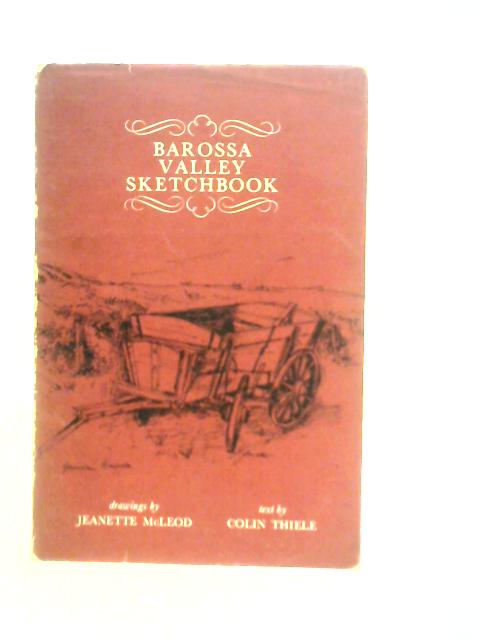 BAROSSA
VALLEY
SKETCHBOOK
drawings by
JEANETTE McLEOD
text by
COLIN THIELE